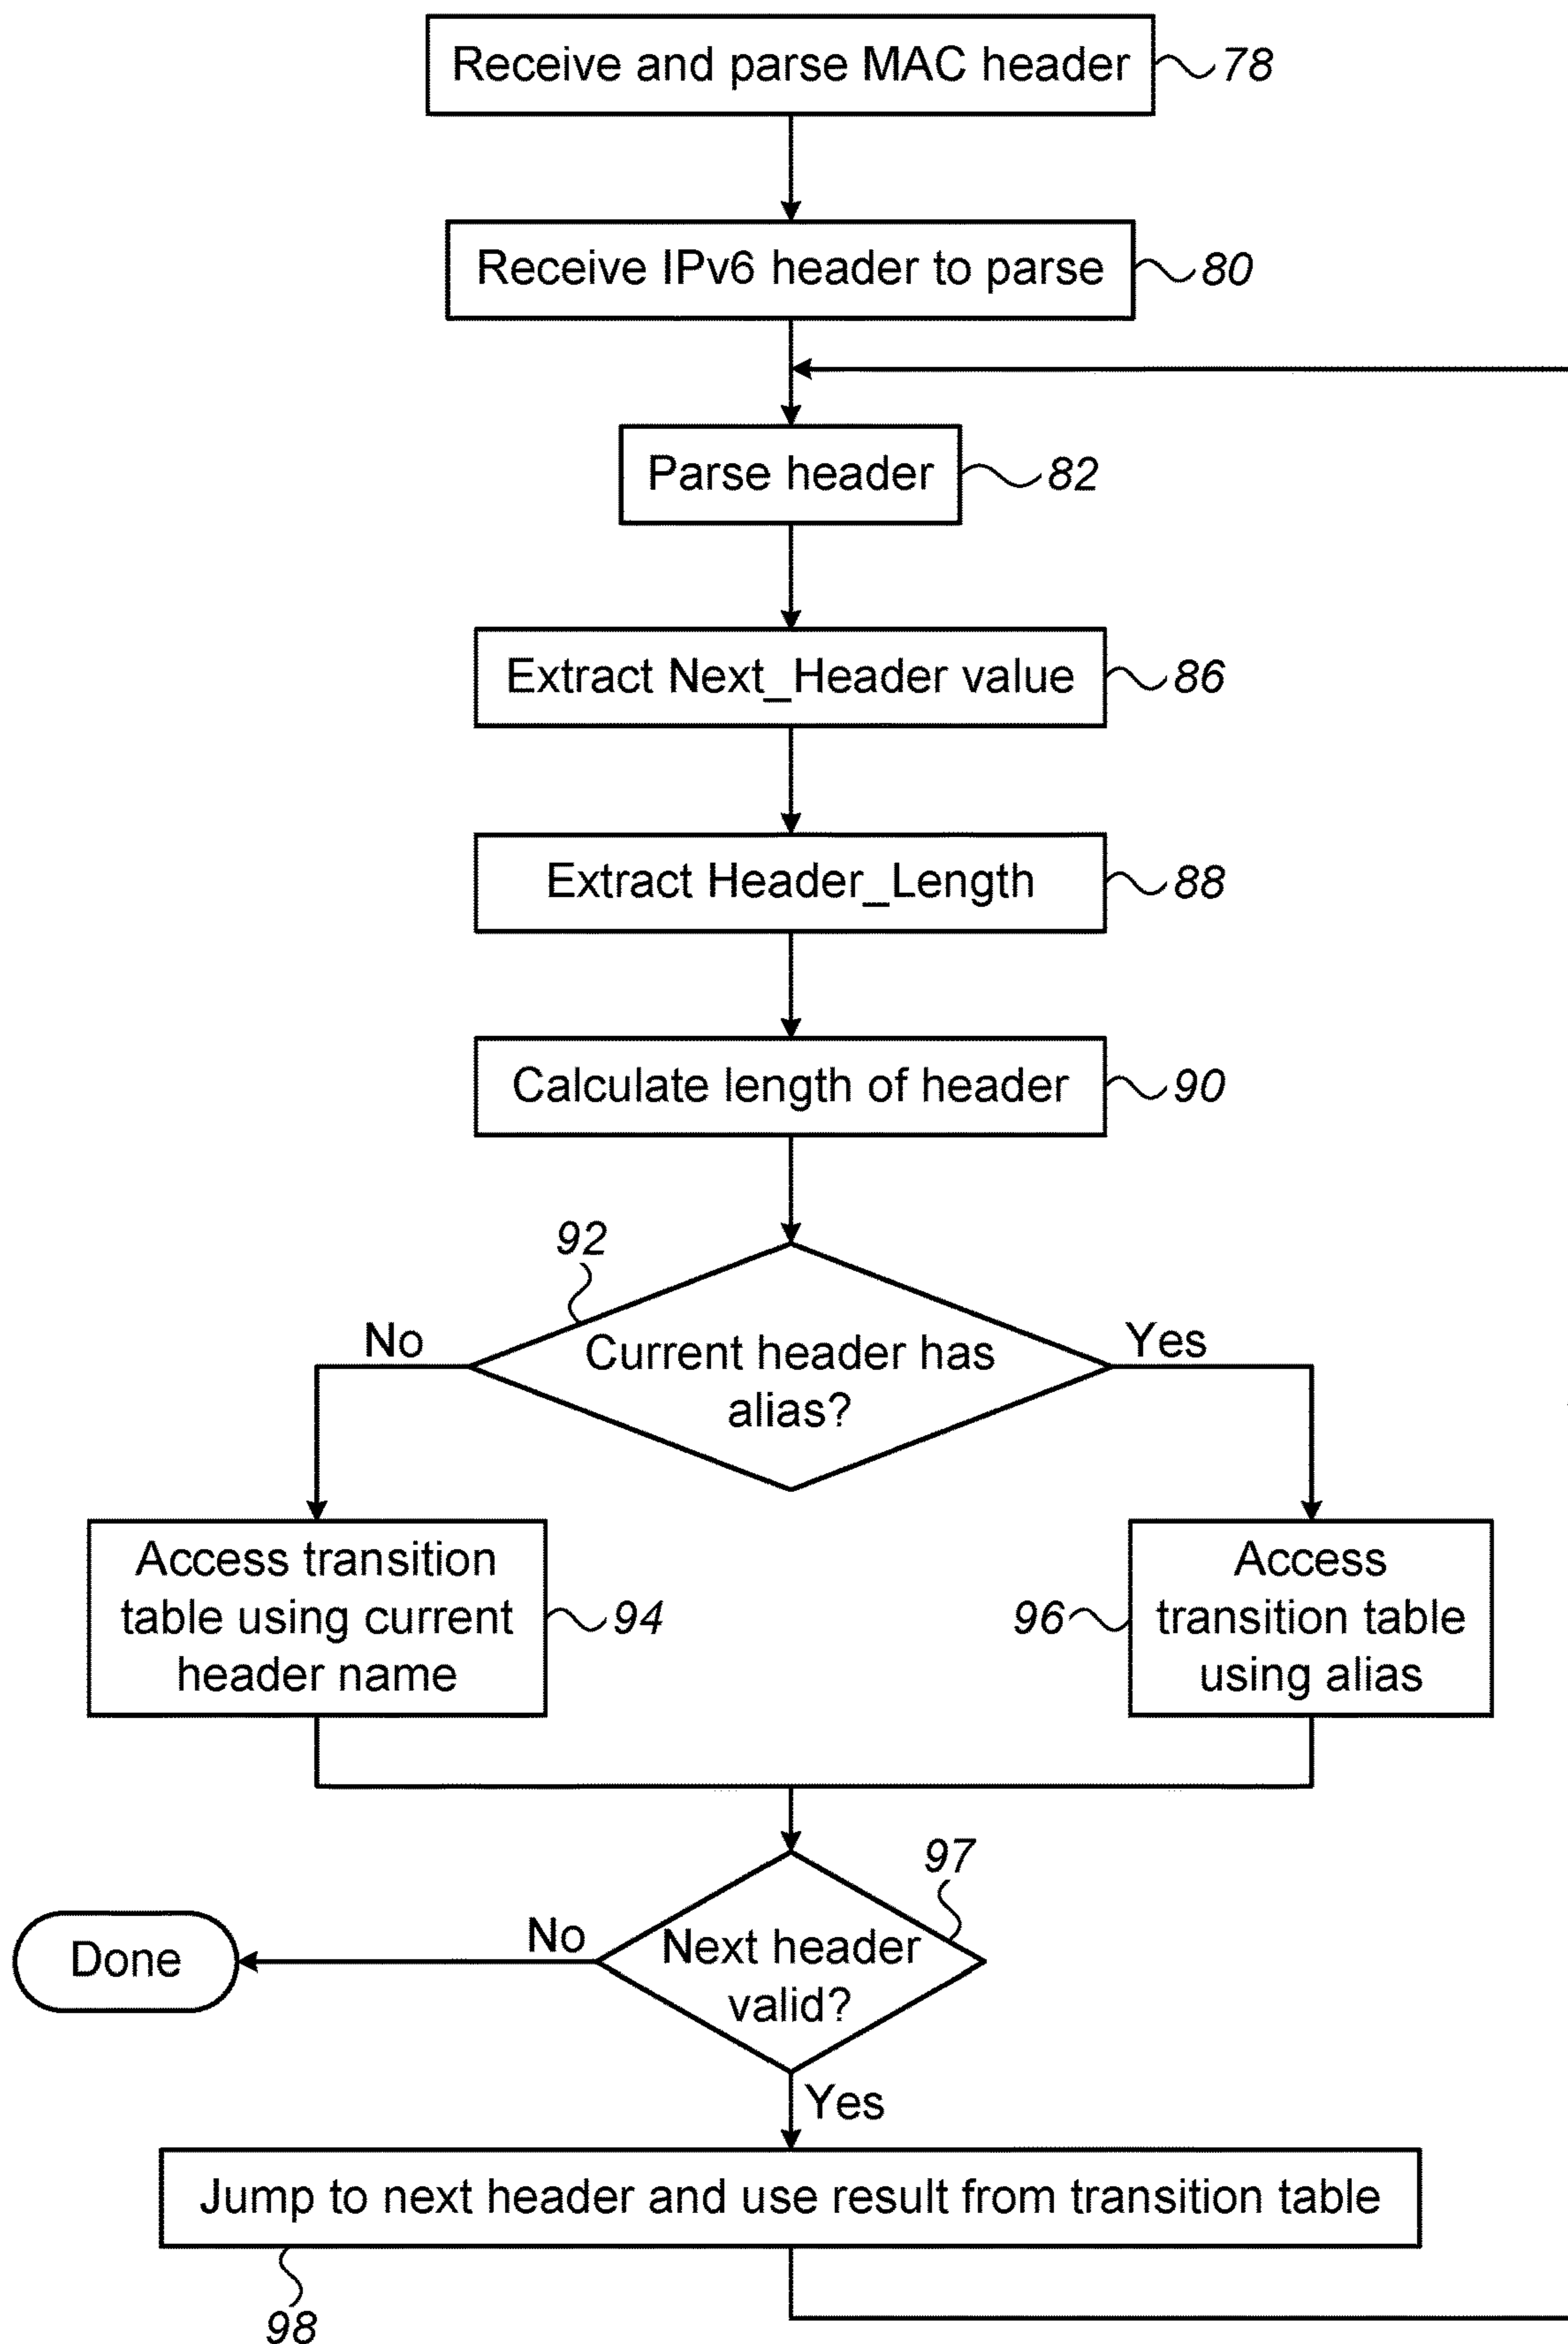 Receive and parse MAC header
78
Receive IPv6 header to parse
80
Parse header
82
Extract Next_Header value
86
Extract Header_Length
88
Calculate length of header
90
92
No
Current header has
alias?
Yes
Access transition
table using current
header name
94
96
Access
transition table
using alias
97
Done
No
Next header
valid?
Yes
Jump to next header and use result from transition table
98